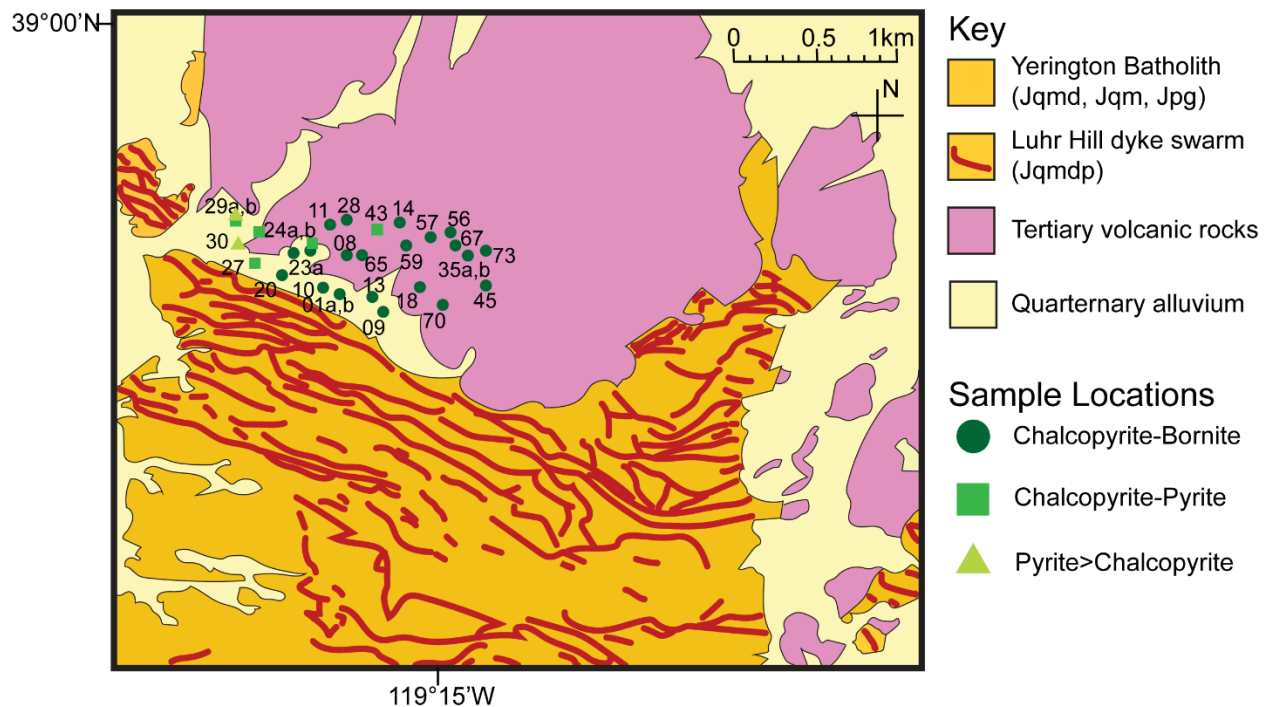 39°00'N
0 0.5 1km
N
29a,b
11 28 43 14 57 56
24a,b
30 08 67
27 23a 65 59 35a,b 73
20 10 13 18 45
01a,b
09 70
119°15'W
Key
Yerington Batholith
(Jqmd, Jqm, Jpg)
Luhr Hill dyke swarm
(Jqmdp)
Tertiary volcanic rocks
Quarternary alluvium
Sample Locations
Chalcopyrite-Bornite
Chalcopyrite-Pyrite
Pyrite>Chalcopyrite